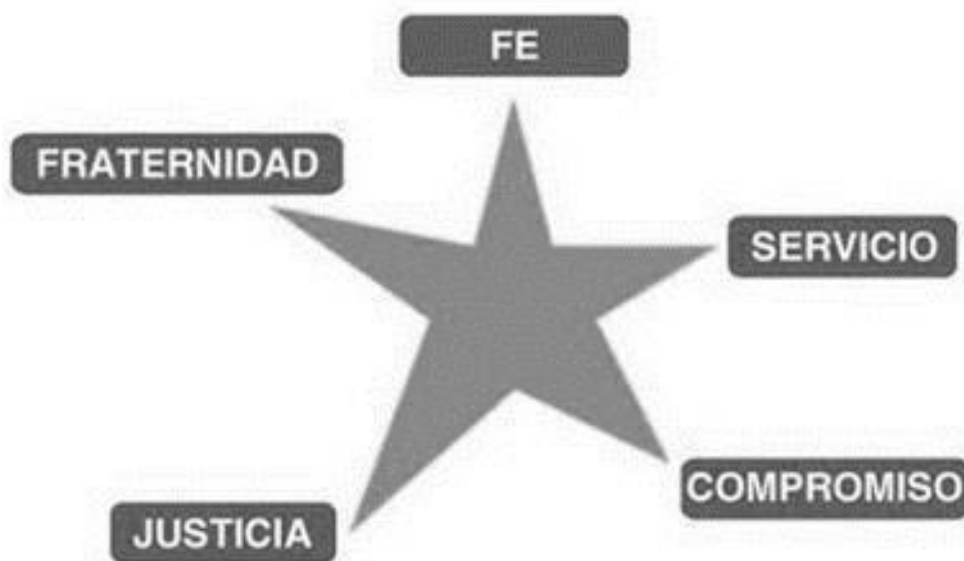 FE
FRATERNIDAD
SERVICIO
COMPROMISO
JUSTICIA